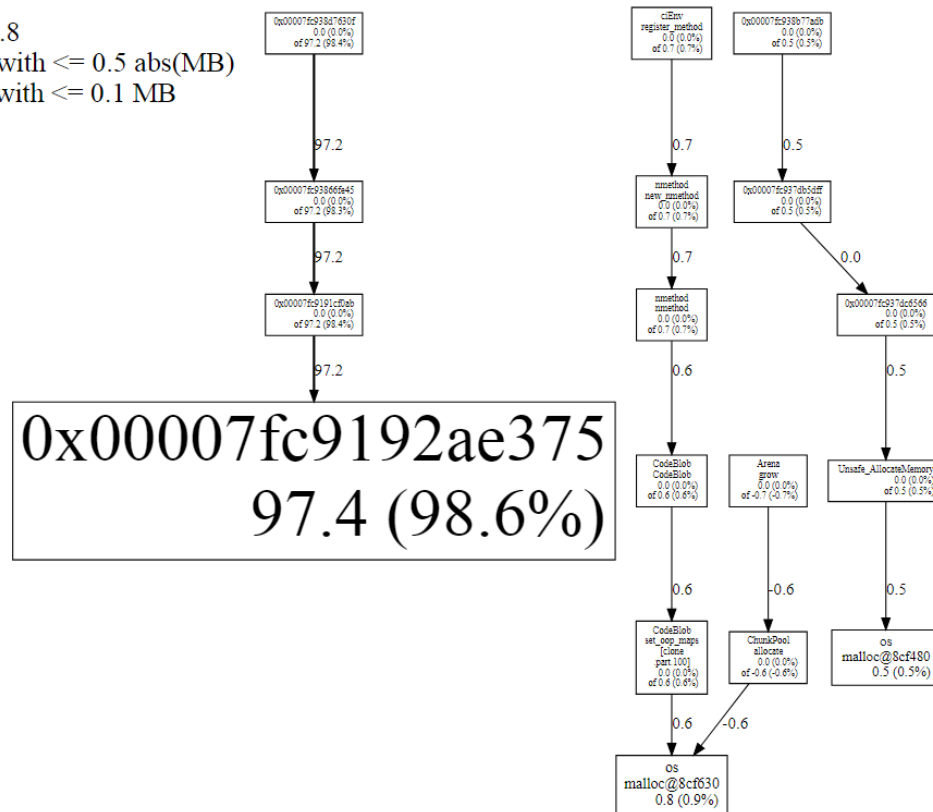 .8
with <= 0.5 abs(MB)
with <= 0.1 MB
0x00007fc938d7630f
0.0 (0.0%)
of 97.2 (98.4%)
97.2
0x00007fc93866fe45
0.0 (0.0%)
of 97.2 (98.3%)
97.2
0x00007fc9191cf0ab
0.0 (0.0%)
of 97.2 (98.4%)
97.2
0x00007fc9192ae375
97.4 (98.6%)
ciEnv
register_method
0.0 (0.0%)
of 0.7 (0.7%)
0.7
nmethod
new_nmethod
0.0 (0.0%)
of 0.7 (0.7%)
0.7
nmethod
nmethod
0.0 (0.0%)
of 0.7 (0.7%)
0.6
CodeBlob
CodeBlob
0.0 (0.0%)
of 0.6 (0.6%)
0.6
CodeBlob
set_oop_maps
[clone
.part.100]
0.0 (0.0%)
of 0.6 (0.6%)
0.6
Arena
grow
0.0 (0.0%)
of -0.7 (-0.7%)
-0.6
ChunkPool
allocate
0.0 (0.0%)
of -0.6 (-0.6%)
-0.6
os
malloc@8cf630
0.8 (0.9%)
0x00007fc938b77adb
0.0 (0.0%)
of 0.5 (0.5%)
0.5
0x00007fc937db5dff
0.0 (0.0%)
of 0.5 (0.5%)
0.0
0x00007fc937dc6566
0.0 (0.0%)
of 0.5 (0.5%)
0.5
Unsafe_AllocateMemory
0.0 (0.0%)
of 0.5 (0.5%)
0.5
os
malloc@8cf480
0.5 (0.5%)